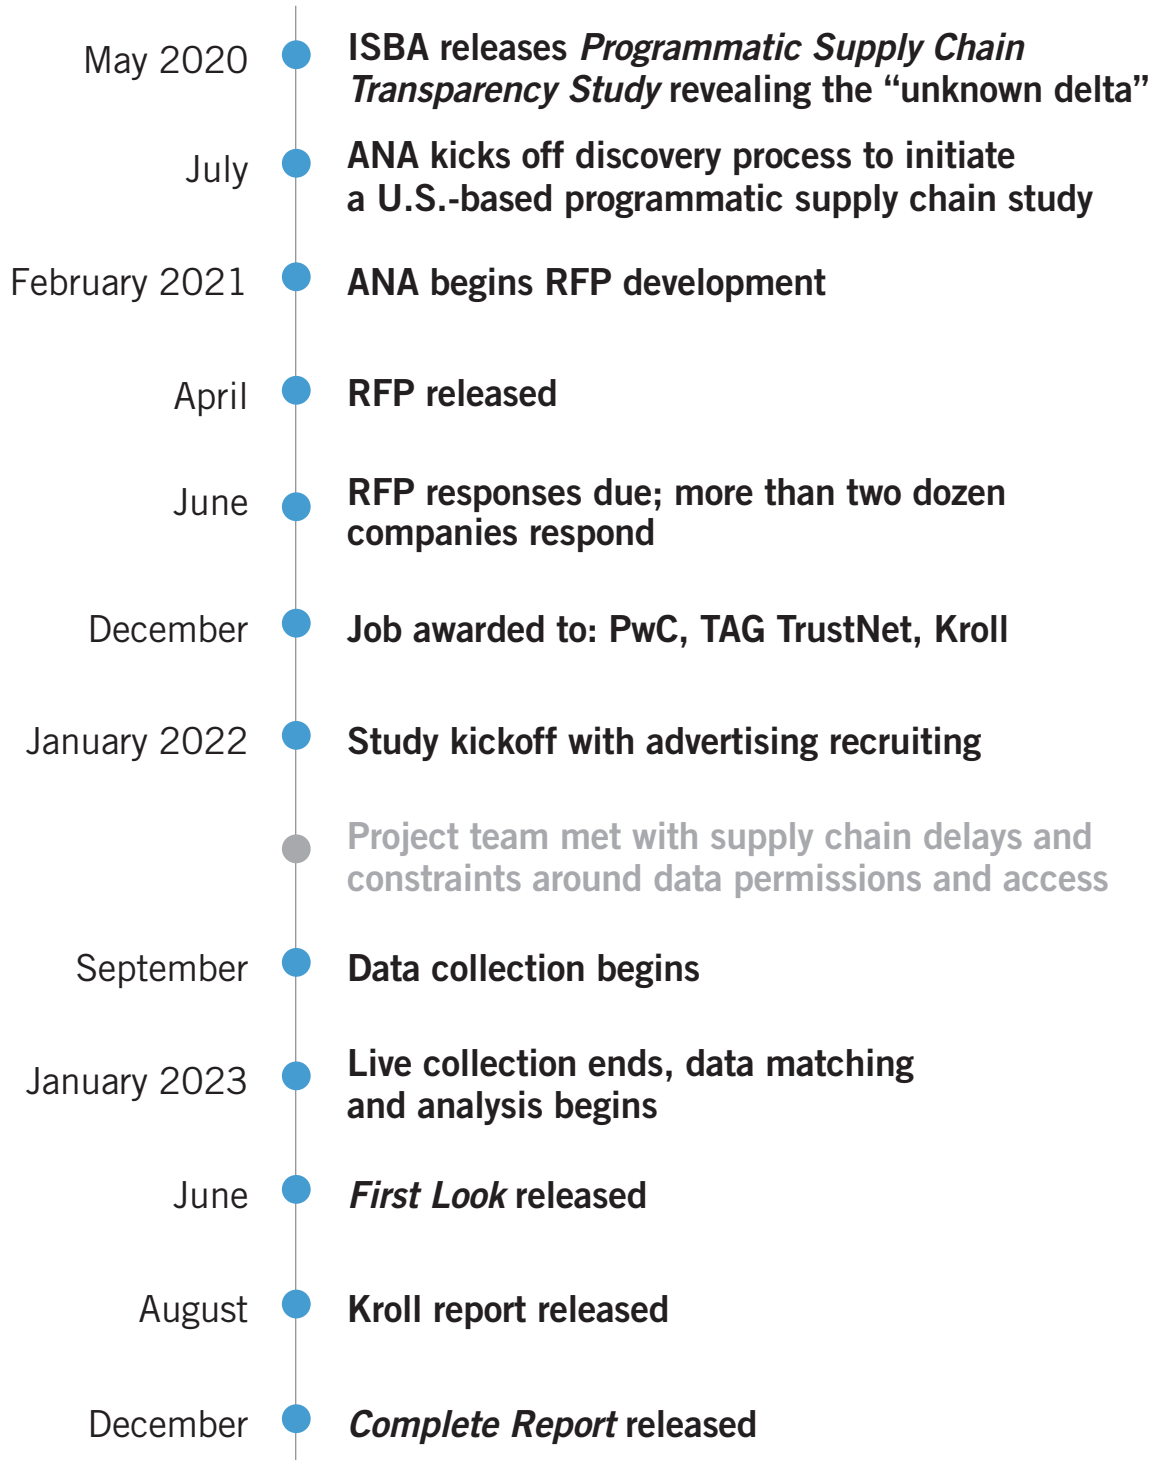 May 2020
ISBA releases Programmatic Supply Chain
Transparency Study revealing the “unknown delta”
July
ANA kicks off discovery process to initiate
a U.S.-based programmatic supply chain study
February 2021
ANA begins RFP development
April
RFP released
June
RFP responses due; more than two dozen
companies respond
December
Job awarded to: PwC, TAG TrustNet, Kroll
January 2022
Study kickoff with advertising recruiting
Project team met with supply chain delays and
constraints around data permissions and access
September
Data collection begins
January 2023
Live collection ends, data matching
and analysis begins
June
First Look released
August
Kroll report released
December
Complete Report released